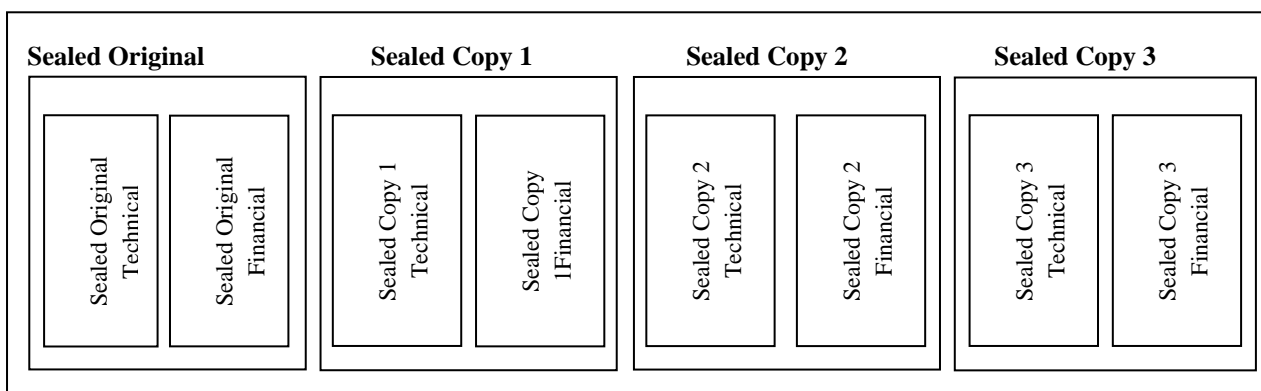 Sealed Original
Sealed Copy 1
Sealed Copy 2
Sealed Copy 3
Sealed Original
Technical
Sealed Original
Financial
Sealed Copy 1
Technical
Sealed Copy
1Financial
Sealed Copy 2
Technical
Sealed Copy 2
Financial
Sealed Copy 3
Technical
Sealed Copy 3
Financial